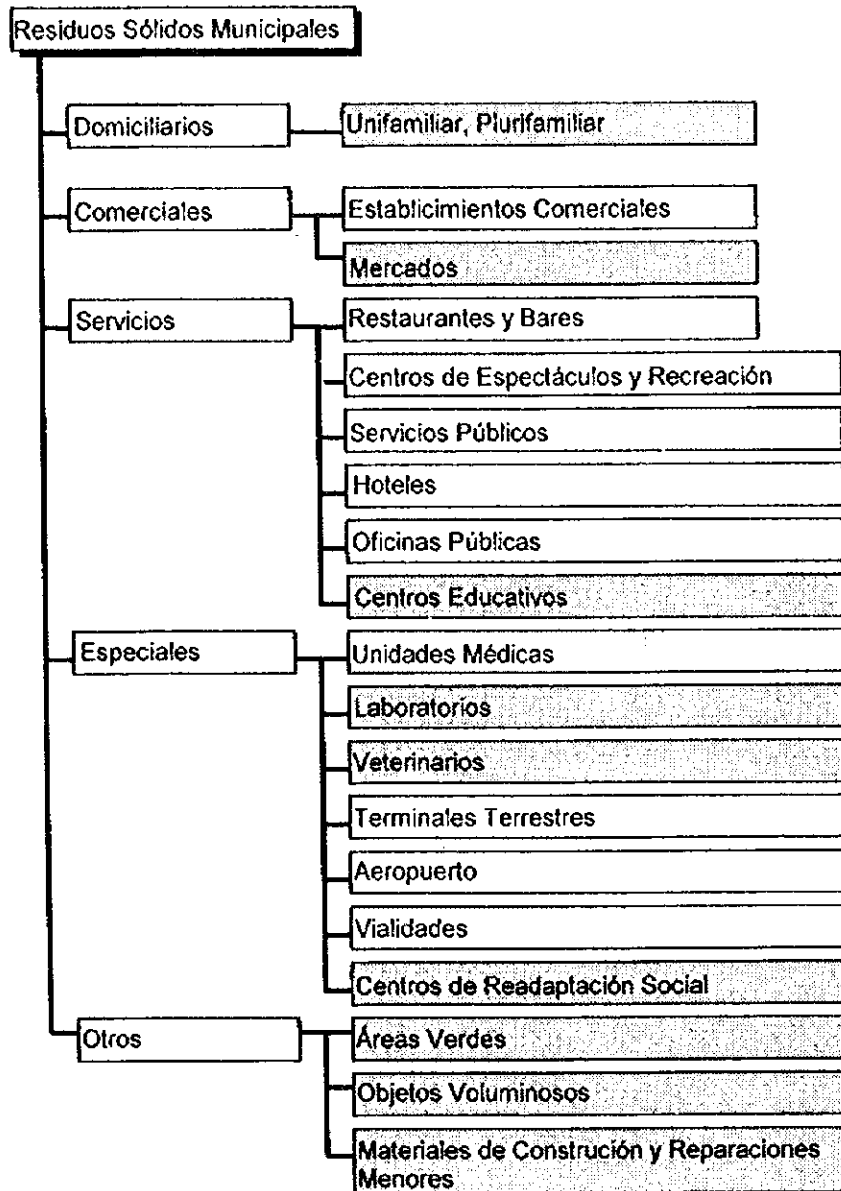 Residuos Sólidos Municipales
Domiciliarios
Unifamiliar, Plurifamiliar
Comerciales
Establicimientos Comerciales
Mercados
Servicios
Restaurantes y Bares
Centros de Espectáculos y Recreación
Servicios Públicos
Hoteles
Oficinas Públicas
Centros Educativos
Especiales
Unidades Médicas
Laboratorios
Veterinarios
Terminales Terrestres
Aeropuerto
Vialidades
Centros de Readaptación Social
Otros
Áreas Verdes
Objetos Voluminosos
Materiales de Construción y Reparaciones
Menores